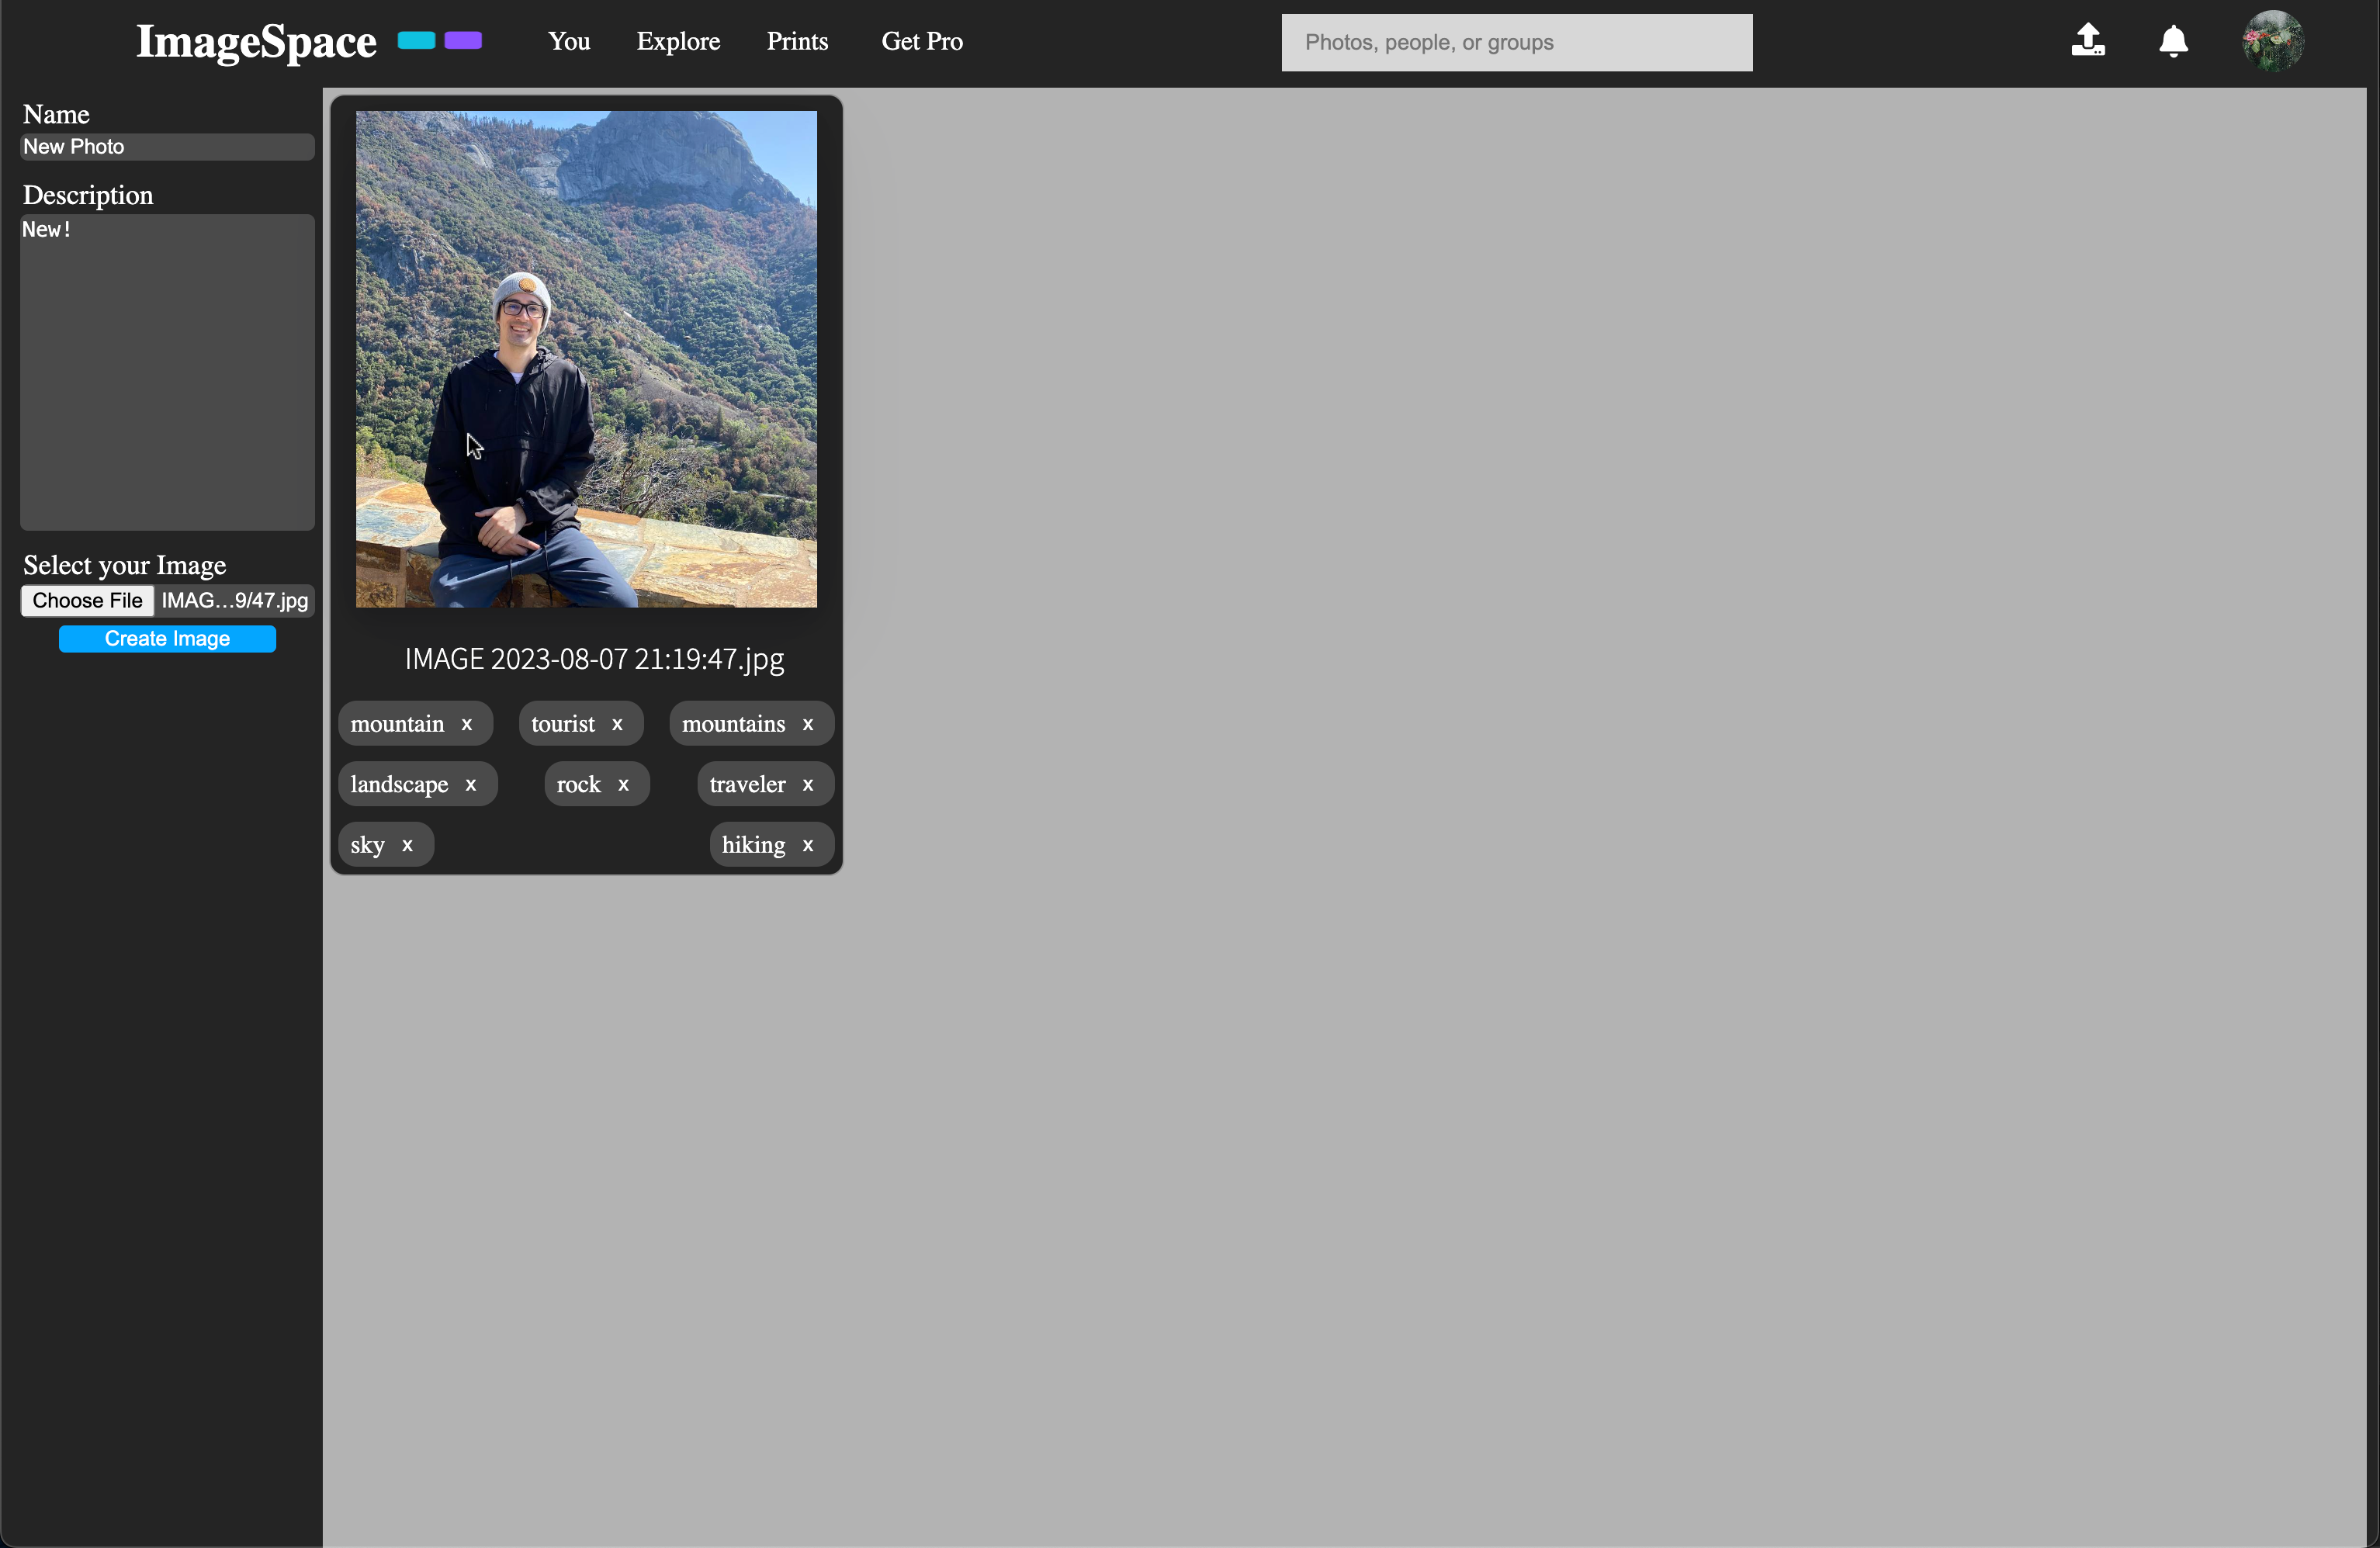 ImageSpace You Explore Prints Get Pro Photos, people, or groups
Name
New Photo
Description
New!
Select your Image
Choose File IMAG...9/47.jpg
Create Image
IMAGE 2023-08-07 21:19:47.jpg
mountain x tourist x mountains x
landscape x rock x traveler x
sky x hiking x